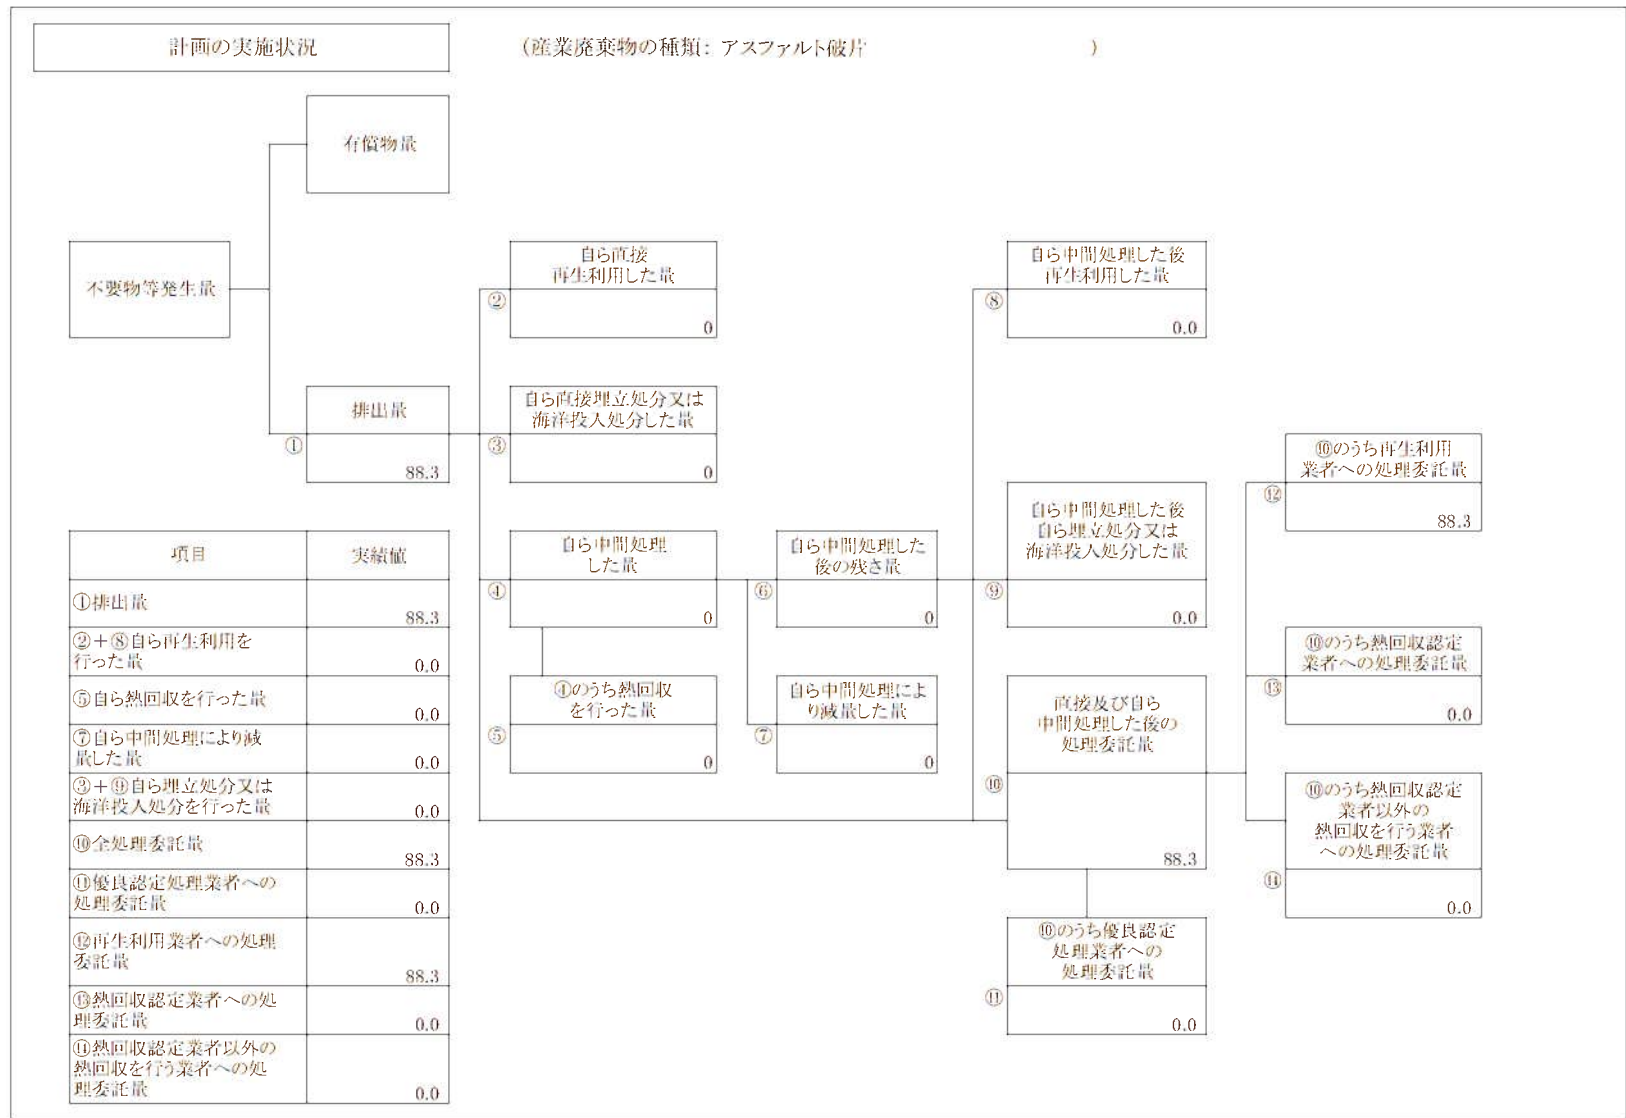 計画の実施状況
（産業廃棄物の種類： アスファルト破片　）
有償物量
不要物等発生量
自ら直接
再生利用した量
②
0
自ら中間処理した後
再生利用した量
⑧
0.0
排出量
①
88.3
自ら直接埋立処分又は
海洋投入処分した量
③
0
⑩のうち再生利用
業者への処理委託量
⑫
88.3
自ら中間処理
した量
④
0
自ら中間処理した
後の残さ量
⑥
0
自ら中間処理した後
自ら埋立処分又は
海洋投入処分した量
⑨
0.0
⑩のうち熱回収認定
業者への処理委託量
⑬
0.0
④のうち熱回収
を行った量
⑤
0
自ら中間処理によ
り減量した量
⑦
0
直接及び自ら
中間処理した後の
処理委託量
⑩
88.3
⑩のうち熱回収認定
業者以外の
熱回収を行う業者
への処理委託量
⑭
0.0
⑩のうち優良認定
処理業者への
処理委託量
⑪
0.0
項目 実績値
①排出量
88.3
②＋⑧自ら再生利用を
行った量
0.0
⑤自ら熱回収を行った量
0.0
⑦自ら中間処理により減
量した量
0.0
③＋⑨自ら埋立処分又は
海洋投入処分を行った量
0.0
⑩全処理委託量
88.3
⑪優良認定処理業者への
処理委託量
0.0
⑫再生利用業者への処理
委託量
88.3
⑬熱回収認定業者への処
理委託量
0.0
⑭熱回収認定業者以外の
熱回収を行う業者への処
理委託量
0.0